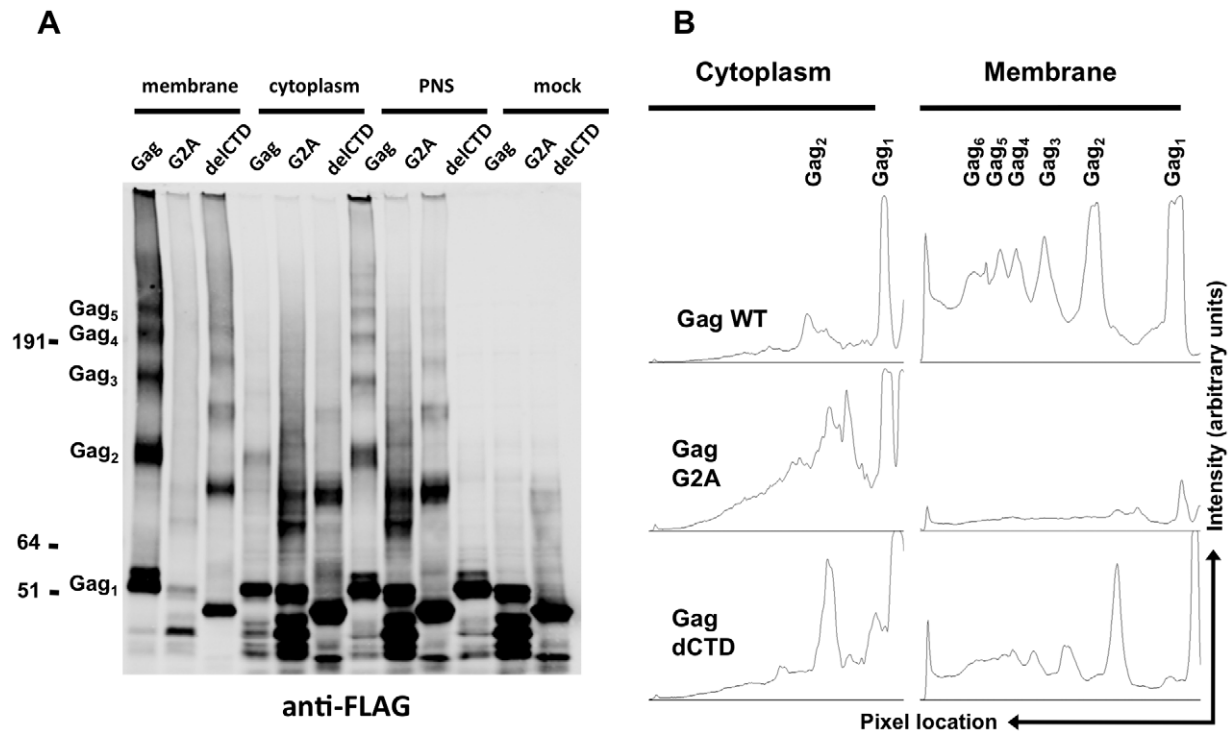 A
membrane cytoplasm PNS mock
Gag G2A delCTD Gag G2A delCTD Gag G2A delCTD Gag G2A delCTD
Gag5
191
Gag4
Gag3
Gag2
64
51 Gag1
anti-FLAG
B
Cytoplasm Membrane
Gag2 Gag1 Gag6 Gag5 Gag4 Gag3 Gag2 Gag1
Gag WT
Gag
G2A
Gag
dCTD
Intensity (arbitrary units)
Pixel location